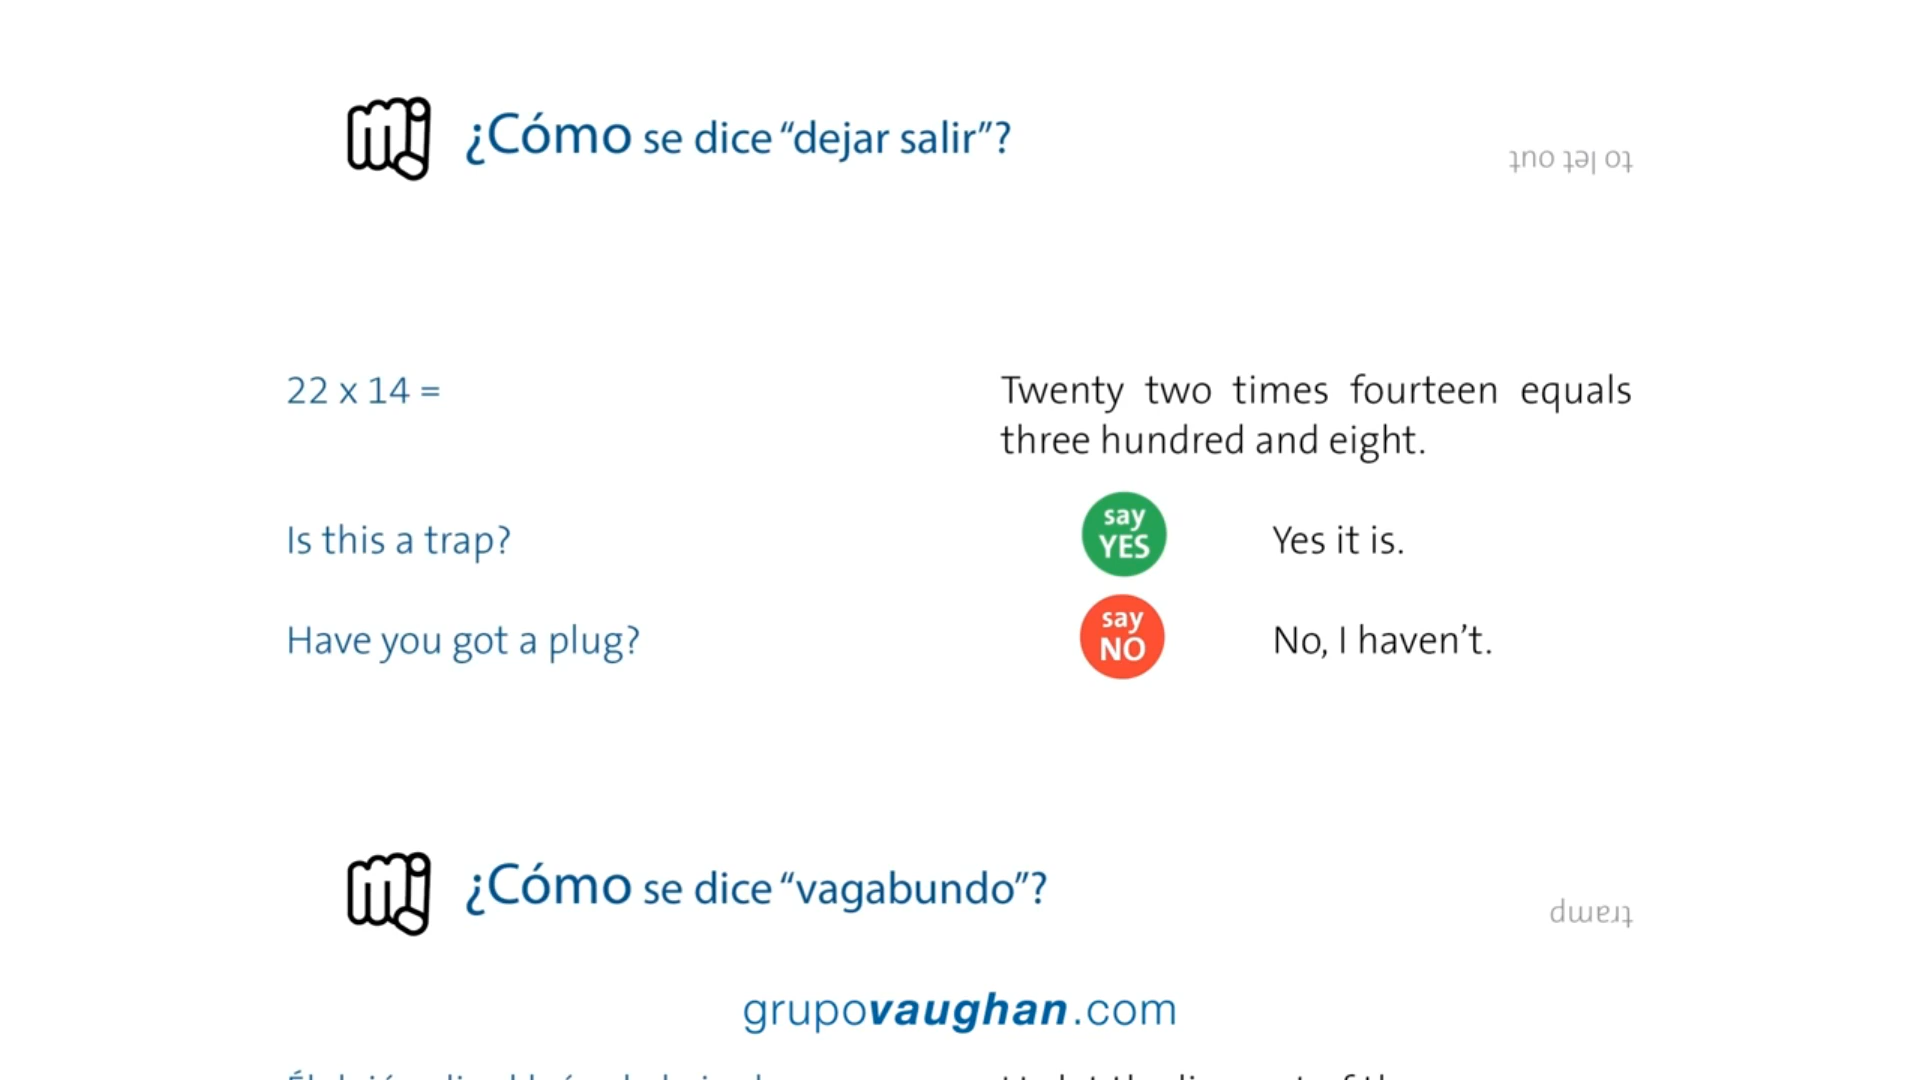 ¿Cómo se dice “dejar salir”?
to let out
22 x 14 =
Twenty two times fourteen equals
three hundred and eight.
Is this a trap?
say
YES
Yes it is.
Have you got a plug?
say
NO
No, I haven’t.
¿Cómo se dice “vagabundo”?
tramp
grupovaughan.com